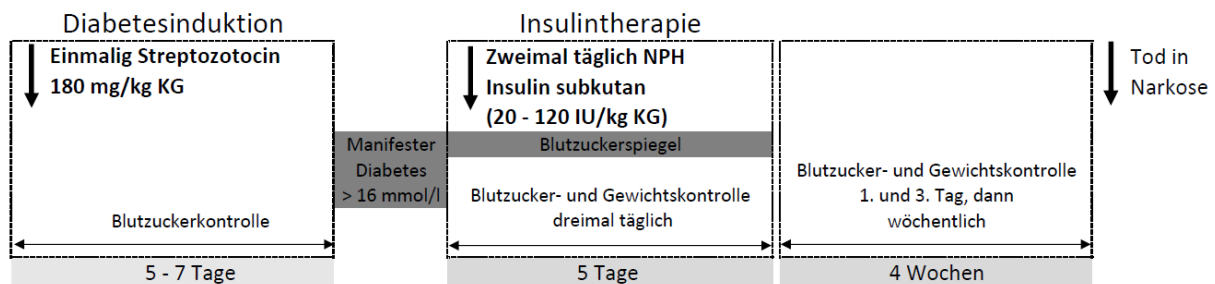 Diabetesinduktion
Einmalig Streptozotocin
180 mg/kg KG
Blutzuckerkontrolle
5 - 7 Tage
Manifester
Diabetes
> 16 mmol/l
Insulintherapie
Zweimal täglich NPH
Insulin subkutan
(20 - 120 IU/kg KG)
Blutzuckerspiegel
Blutzucker- und Gewichtskontrolle
dreimal täglich
5 Tage
Blutzucker- und Gewichtskontrolle
1. und 3. Tag, dann
wöchentlich
4 Wochen
Tod in
Narkose